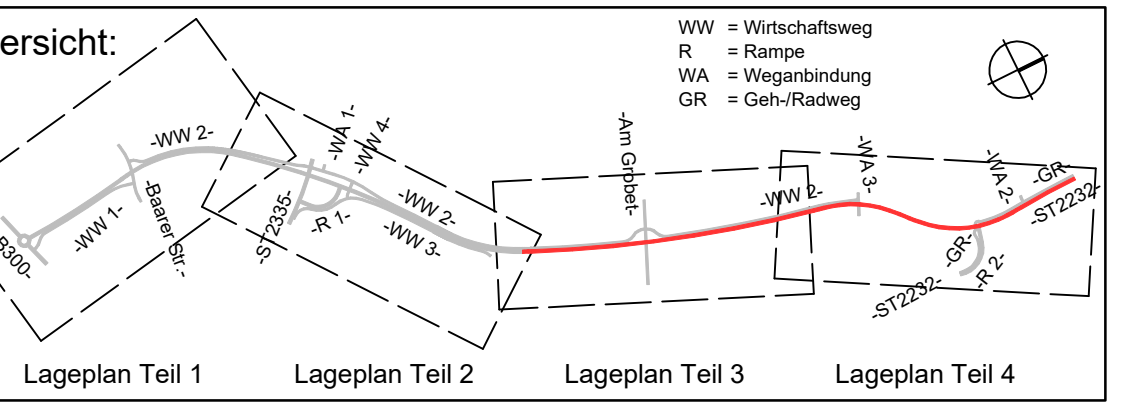 ersicht:
WW = Wirtschaftsweg
R = Rampe
WA = Weganbindung
GR = Geh-/Radweg
B300-
-WW 1-
-WW 2-
-Baarer Str.-
-ST2335-
-R 1-
-WA 1-
-WW 4-
-WW 2-
-WW 3-
-Am Grobet-
-WW 2-
-WA 3-
-WA 2-
-GR-
-ST2232-
-GR-
-R 2-
-ST2232-
Lageplan Teil 1
Lageplan Teil 2
Lageplan Teil 3
Lageplan Teil 4